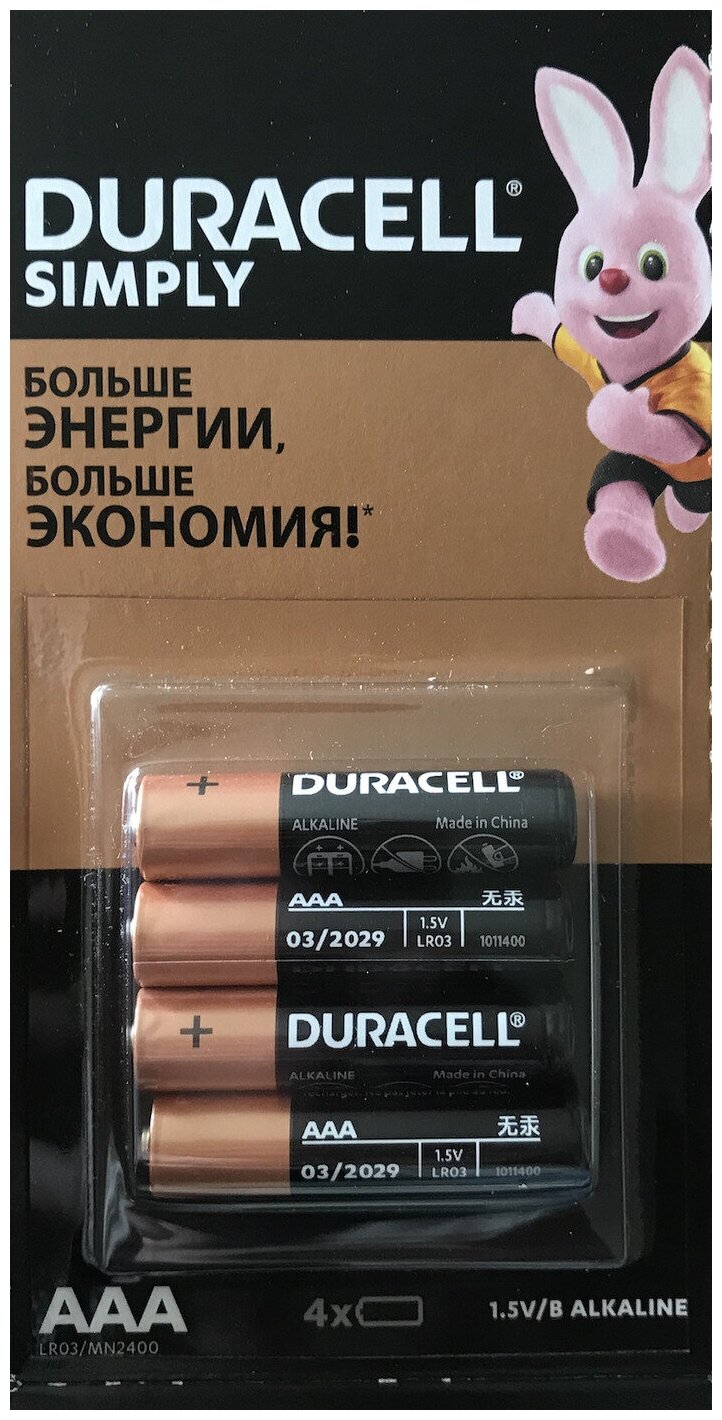 DURACELL®
SIMPLY
БОЛЬШЕ
ЭНЕРГИИ,
БОЛЬШЕ
ЭКОНОМИЯ!*
+ DURACELL®
ALKALINE Made in China
AAA 无汞
03/2029 1.5V LR03 1011400
+ DURACELL®
ALKALINE Made in China
AAA 无汞
03/2029 1.5V LR03 1011400
AAA 4x 1.5V/B ALKALINE
LR03/MN2400